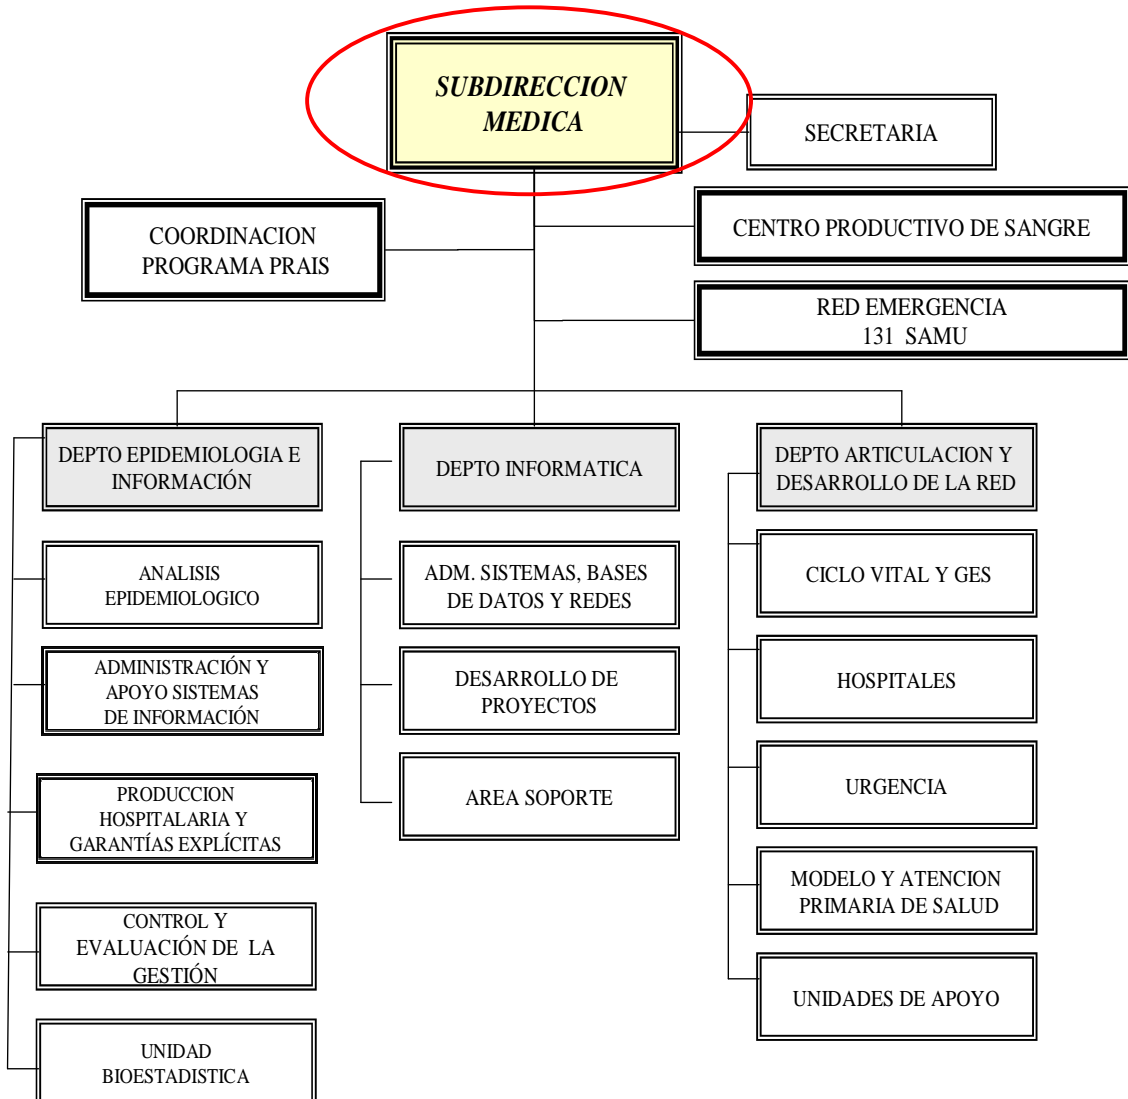 SUBDIRECCION
MEDICA
SECRETARIA
COORDINACION
PROGRAMA PRAIS
CENTRO PRODUCTIVO DE SANGRE
RED EMERGENCIA
131 SAMU
DEPTO EPIDEMIOLOGIA E
INFORMACIÓN
ANALISIS
EPIDEMIOLOGICO
ADMINISTRACIÓN Y
APOYO SISTEMAS
DE INFORMACIÓN
PRODUCCION
HOSPITALARIA Y
GARANTÍAS EXPLÍCITAS
CONTROL Y
EVALUACIÓN DE LA
GESTIÓN
UNIDAD
BIOESTADISTICA
DEPTO INFORMATICA
ADM. SISTEMAS, BASES
DE DATOS Y REDES
DESARROLLO DE
PROYECTOS
AREA SOPORTE
DEPTO ARTICULACION Y
DESARROLLO DE LA RED
CICLO VITAL Y GES
HOSPITALES
URGENCIA
MODELO Y ATENCION
PRIMARIA DE SALUD
UNIDADES DE APOYO